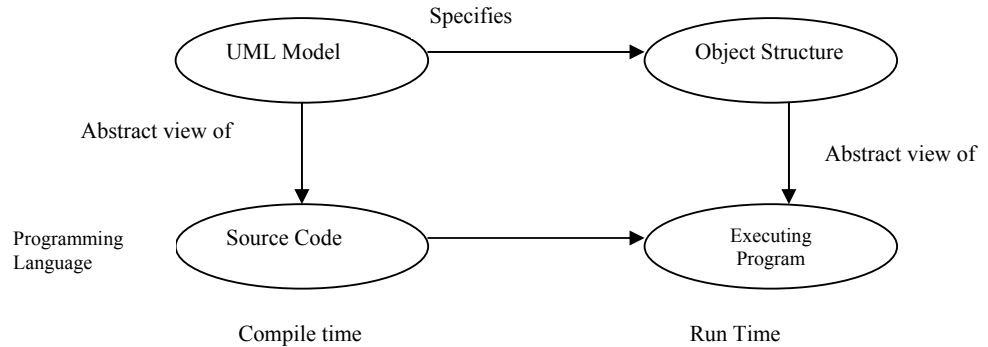 Specifies
UML Model
Object Structure
Abstract view of
Abstract view of
Programming
Language
Source Code
Executing
Program
Compile time
Run Time